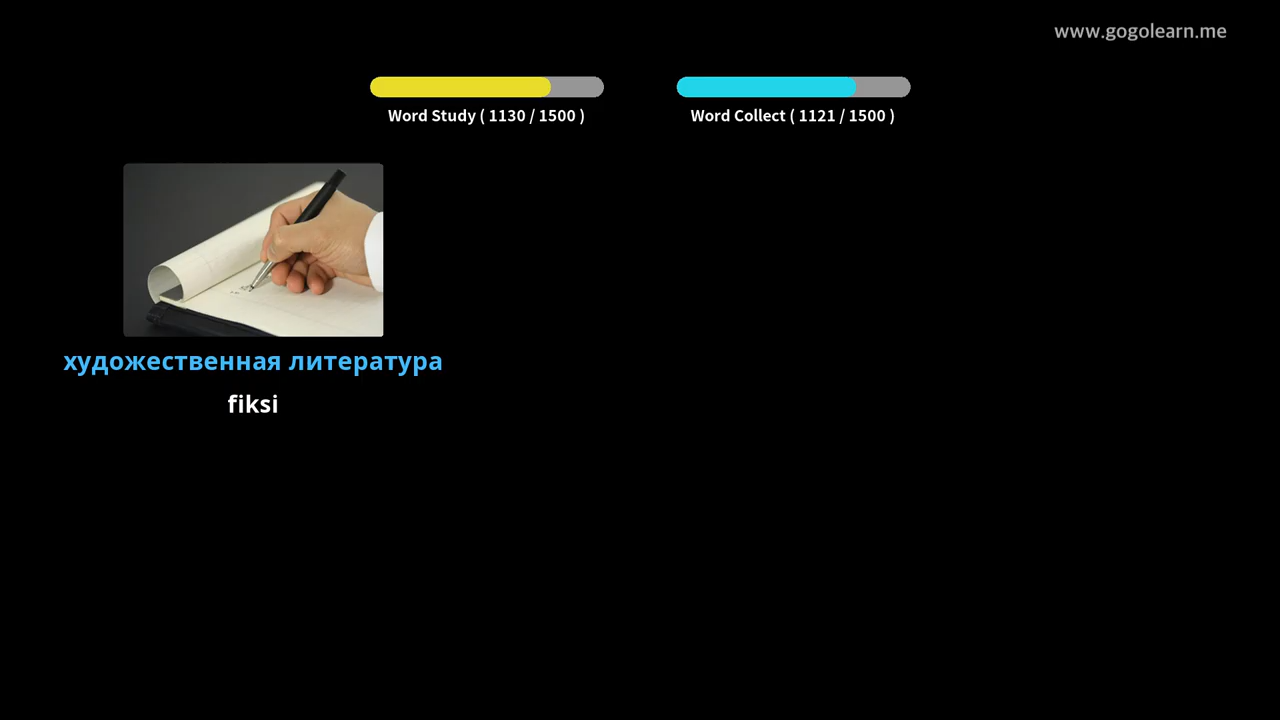 www.gogolearn.me
Word Study ( 1130 / 1500 )
Word Collect ( 1121 / 1500 )
художественная литература
fiksi